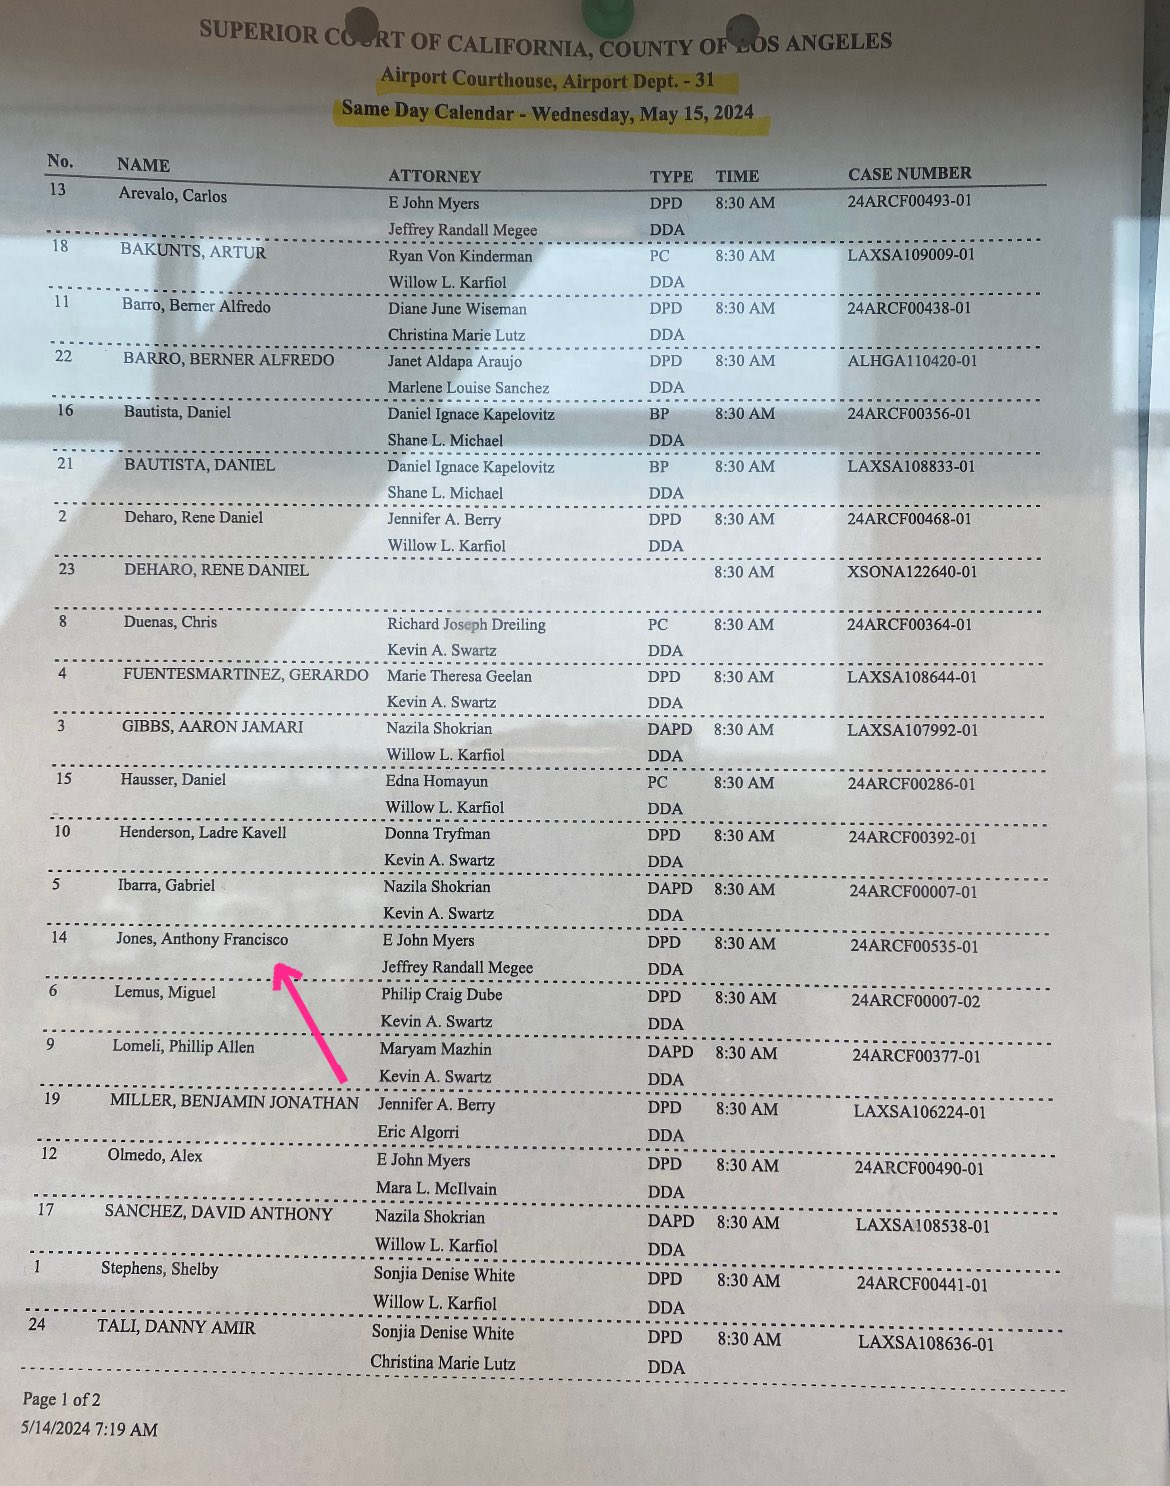 SUPERIOR COURT OF CALIFORNIA, COUNTY OF LOS ANGELES
Airport Courthouse, Airport Dept. - 31
Same Day Calendar - Wednesday, May 15, 2024
No. NAME ATTORNEY TYPE TIME CASE NUMBER
13 Arevalo, Carlos E John Myers DPD 8:30 AM 24ARCF00493-01
Jeffrey Randall Megee DDA
18 BAKUNTS, ARTUR Ryan Von Kinderman PC 8:30 AM LAXSA109009-01
Willow L. Karfiol DDA
11 Barro, Berner Alfredo Diane June Wiseman DPD 8:30 AM 24ARCF00438-01
Christina Marie Lutz DDA
22 BARRO, BERNER ALFREDO Janet Aldapa Araujo DPD 8:30 AM ALHGA110420-01
Marlene Louise Sanchez DDA
16 Bautista, Daniel Daniel Ignace Kapelovitz BP 8:30 AM 24ARCF00356-01
Shane L. Michael DDA
21 BAUTISTA, DANIEL Daniel Ignace Kapelovitz BP 8:30 AM LAXSA108833-01
Shane L. Michael DDA
2 Deharo, Rene Daniel Jennifer A. Berry DPD 8:30 AM 24ARCF00468-01
Willow L. Karfiol DDA
23 DEHARO, RENE DANIEL 8:30 AM XSONA122640-01
8 Duenas, Chris Richard Joseph Dreiling PC 8:30 AM 24ARCF00364-01
Kevin A. Swartz DDA
4 FUENTESMARTINEZ, GERARDO Marie Theresa Geelan DPD 8:30 AM LAXSA108644-01
Kevin A. Swartz DDA
3 GIBBS, AARON JAMARI Nazila Shokrian DAPD 8:30 AM LAXSA107992-01
Willow L. Karfiol DDA
15 Hausser, Daniel Edna Homayun PC 8:30 AM 24ARCF00286-01
Willow L. Karfiol DDA
10 Henderson, Ladre Kavell Donna Tryfman DPD 8:30 AM 24ARCF00392-01
Kevin A. Swartz DDA
5 Ibarra, Gabriel Nazila Shokrian DAPD 8:30 AM 24ARCF00007-01
Kevin A. Swartz DDA
14 Jones, Anthony Francisco E John Myers DPD 8:30 AM 24ARCF00535-01
Jeffrey Randall Megee DDA
6 Lemus, Miguel Philip Craig Dube DPD 8:30 AM 24ARCF00007-02
Kevin A. Swartz DDA
9 Lomeli, Phillip Allen Maryam Mazhin DAPD 8:30 AM 24ARCF00377-01
Kevin A. Swartz DDA
19 MILLER, BENJAMIN JONATHAN Jennifer A. Berry DPD 8:30 AM LAXSA106224-01
Eric Algorri DDA
12 Olmedo, Alex E John Myers DPD 8:30 AM 24ARCF00490-01
Mara L. McIlvain DDA
17 SANCHEZ, DAVID ANTHONY Nazila Shokrian DAPD 8:30 AM LAXSA108538-01
Willow L. Karfiol DDA
1 Stephens, Shelby Sonjia Denise White DPD 8:30 AM 24ARCF00441-01
Willow L. Karfiol DDA
24 TALI, DANNY AMIR Sonjia Denise White DPD 8:30 AM LAXSA108636-01
Christina Marie Lutz DDA
Page 1 of 2
5/14/2024 7:19 AM